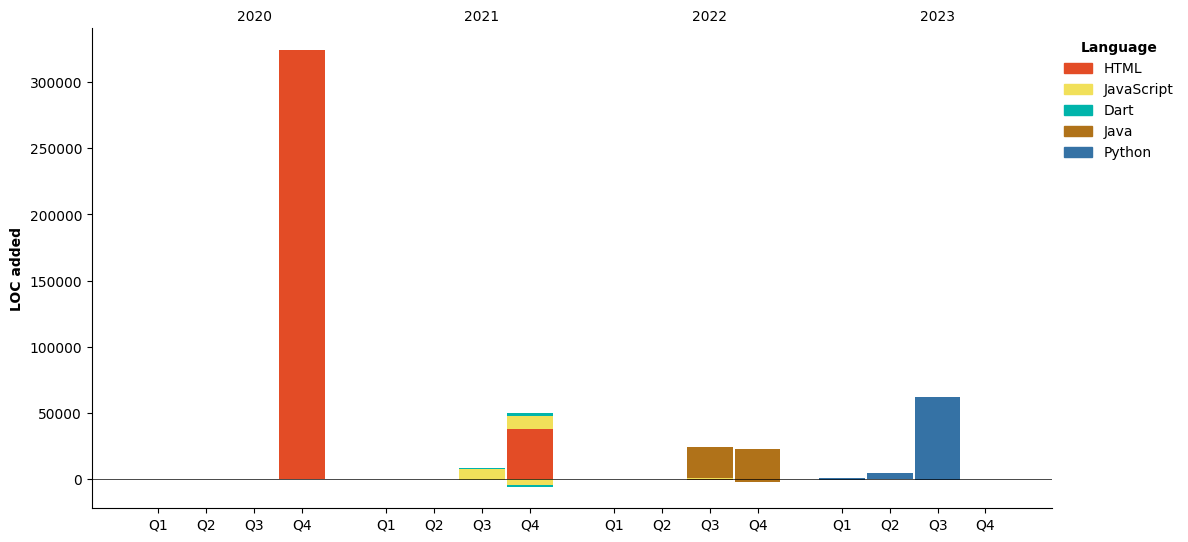 2020 2021 2022 2023
Language
HTML
JavaScript
Dart
Java
Python
LOC added
300000
250000
200000
150000
100000
50000
0
Q1 Q2 Q3 Q4 Q1 Q2 Q3 Q4 Q1 Q2 Q3 Q4 Q1 Q2 Q3 Q4